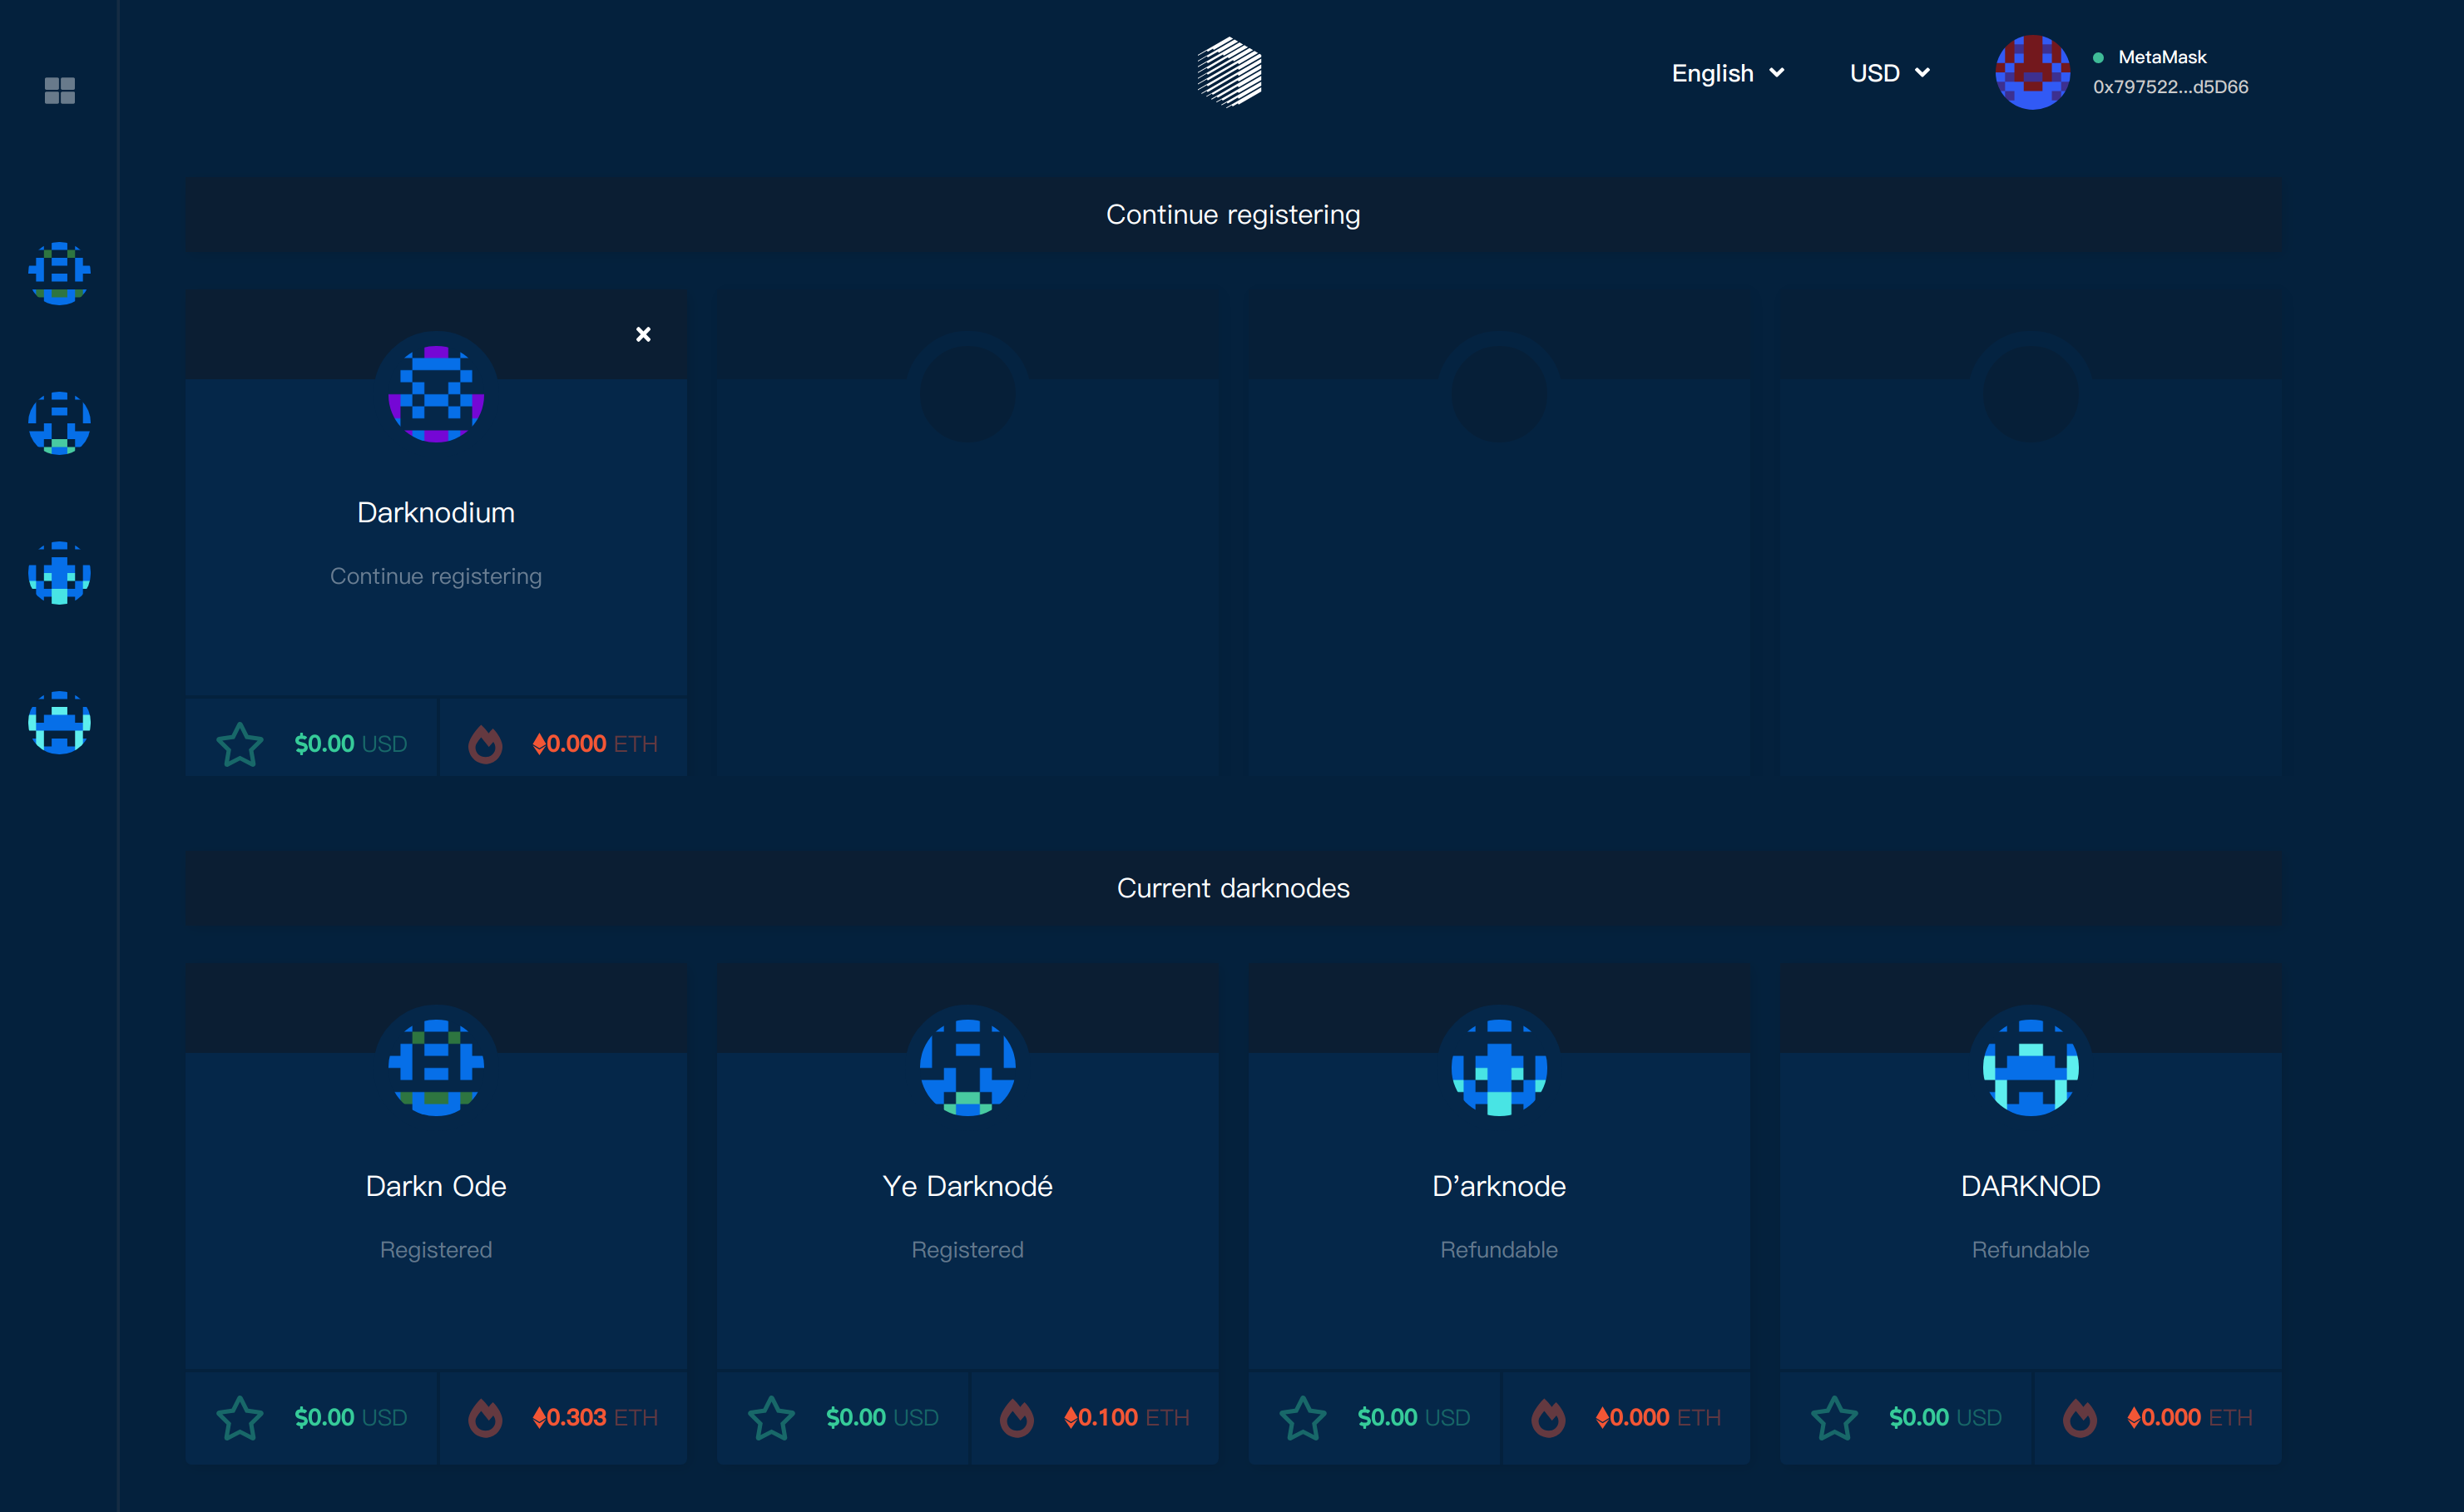 English
USD
MetaMask
0x797522...d5D66
Continue registering
Darknodium
Continue registering
$0.00 USD
0.000 ETH
Current darknodes
Darkn Ode
Registered
$0.00 USD
0.303 ETH
Ye Darknodé
Registered
$0.00 USD
0.100 ETH
D’arknode
Refundable
$0.00 USD
0.000 ETH
DARKNOD
Refundable
$0.00 USD
0.000 ETH